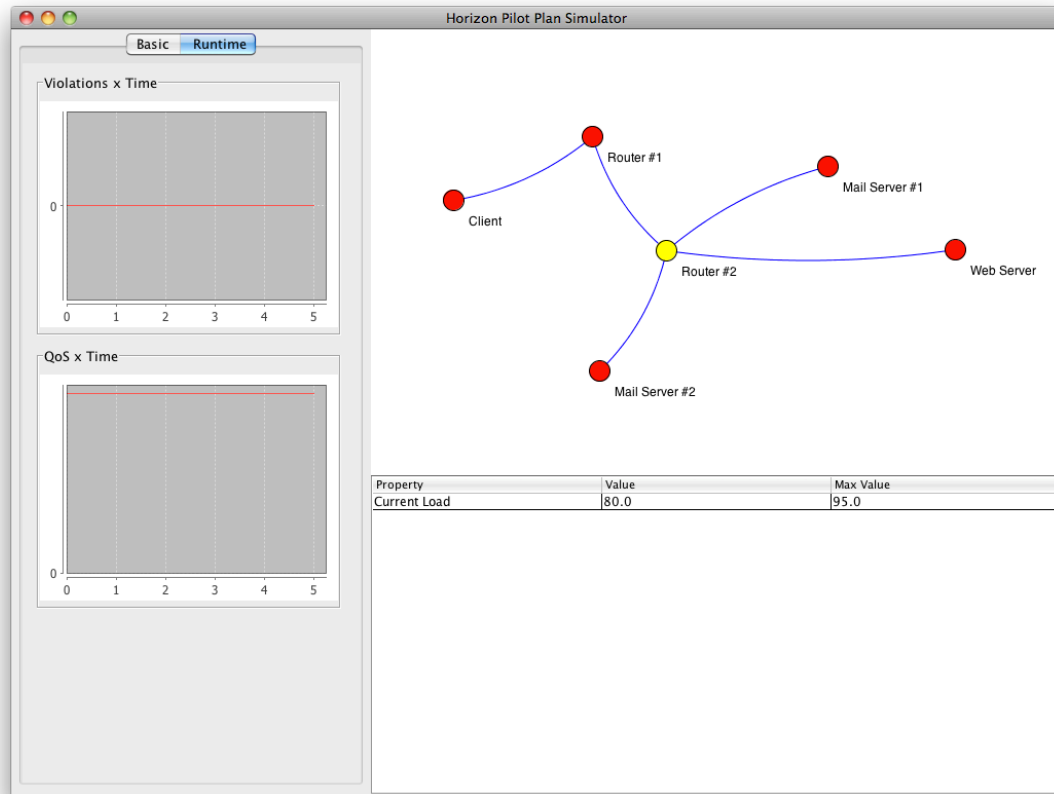 Horizon Pilot Plan Simulator
Basic Runtime
Violations x Time
0
0 1 2 3 4 5
QoS x Time
0
0 1 2 3 4 5
Router #1
Mail Server #1
Client
Router #2
Web Server
Mail Server #2
Property Value Max Value
Current Load 80.0 95.0